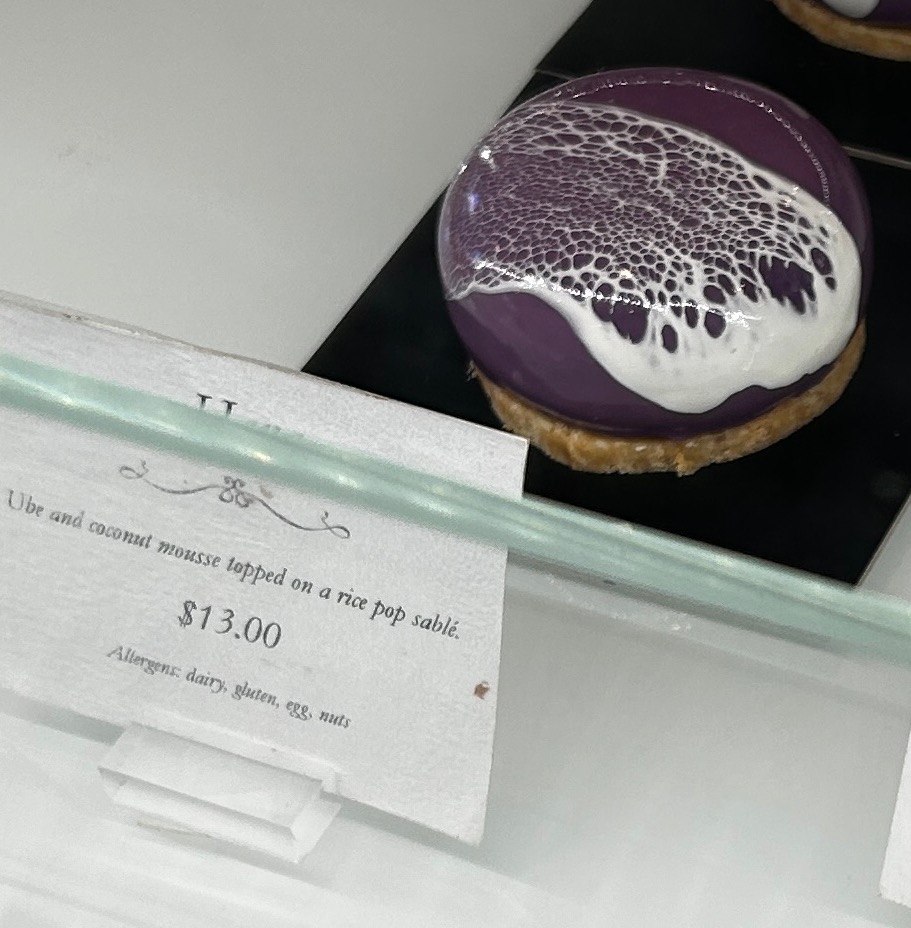 Ube and coconut mousse topped on a rice pop sablé.
$13.00
Allergens: dairy, gluten, egg, nuts